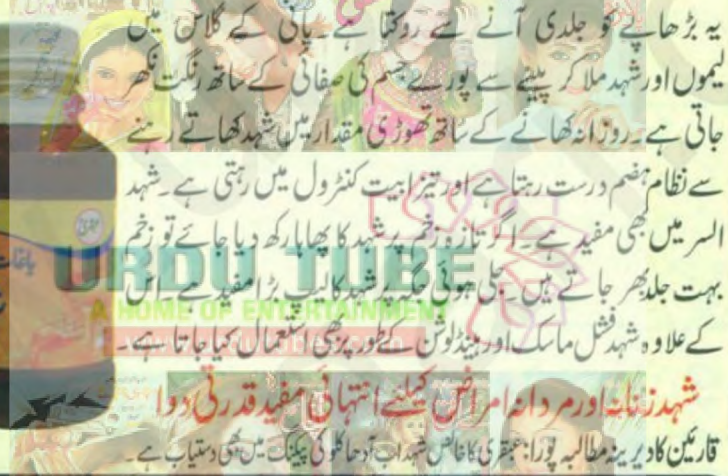 یہ بڑھاپے کو جلدی آنے سے روکتا ہے۔ پانی کے گلاس میں
لیموں اور شہد ملا کر پینے سے پورے جسم کی صفائی کے ساتھ رنگت نکھر
جاتی ہے۔ روزانہ کھانے کے ساتھ تھوڑی مقدار میں شہد کھاتے رہنے
سے نظام ہضم درست رہتا ہے اور تیزابیت کنٹرول میں رہتی ہے۔ شہد
السر میں بھی مفید ہے۔ اگر تازہ زخم پر شہد کا پھاہا رکھ دیا جائے تو زخم
بہت جلد بھر جاتے ہیں۔ جلی ہوئی جگہ پر شہد کا لیپ بڑا مفید ہے۔ اس
کے علاوہ شہد فیشل ماسک اور ہینڈ لوشن کے طور پر بھی استعمال کیا جاتا ہے۔
شہد زنانہ اور مردانہ امراض کیلئے انتہائی مفید قدرتی دوا
قارئین کا دیرینہ مطالبہ پورا: عبقری کا خالص شہد اب آدھا کلو کی پیکنگ میں بھی دستیاب ہے۔
عبقری
URDU TUBE
A HOME OF ENTERTAINMENT